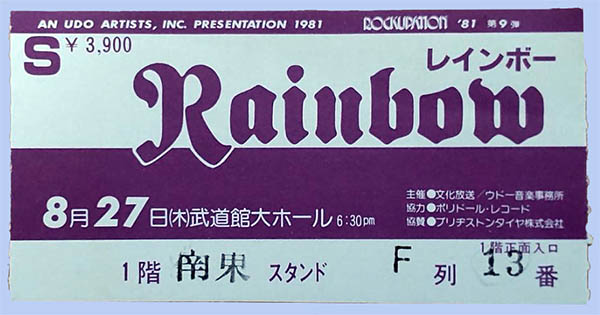 AN UDO ARTISTS, INC. PRESENTATION 1981 ROCKUPATION '81 第9弾
S ¥3,900
レインボー
Rainbow
8月27日(木)武道館大ホール 6:30pm
主催●文化放送/ウドー音楽事務所
協力●ポリドール・レコード
協賛●ブリヂストンタイヤ株式会社
1階正面入口
1階 南東 スタンド F 列 13 番